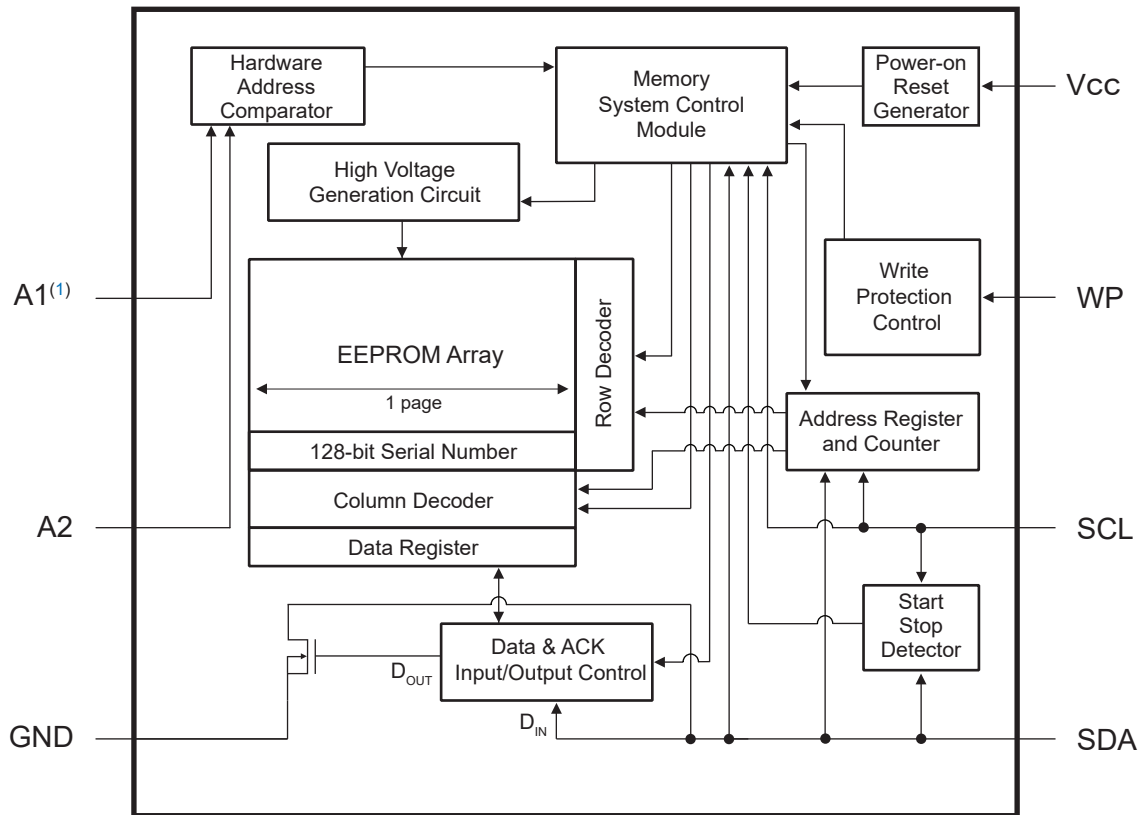 Hardware
Address
Comparator
Memory
System Control
Module
Power-on
Reset
Generator
Vcc
High Voltage
Generation Circuit
A1(1)
EEPROM Array
1 page
Row Decoder
Write
Protection
Control
WP
128-bit Serial Number
Address Register
and Counter
A2
Column Decoder
Data Register
SCL
Start
Stop
Detector
Data & ACK
Input/Output Control
DOUT
DIN
GND
SDA